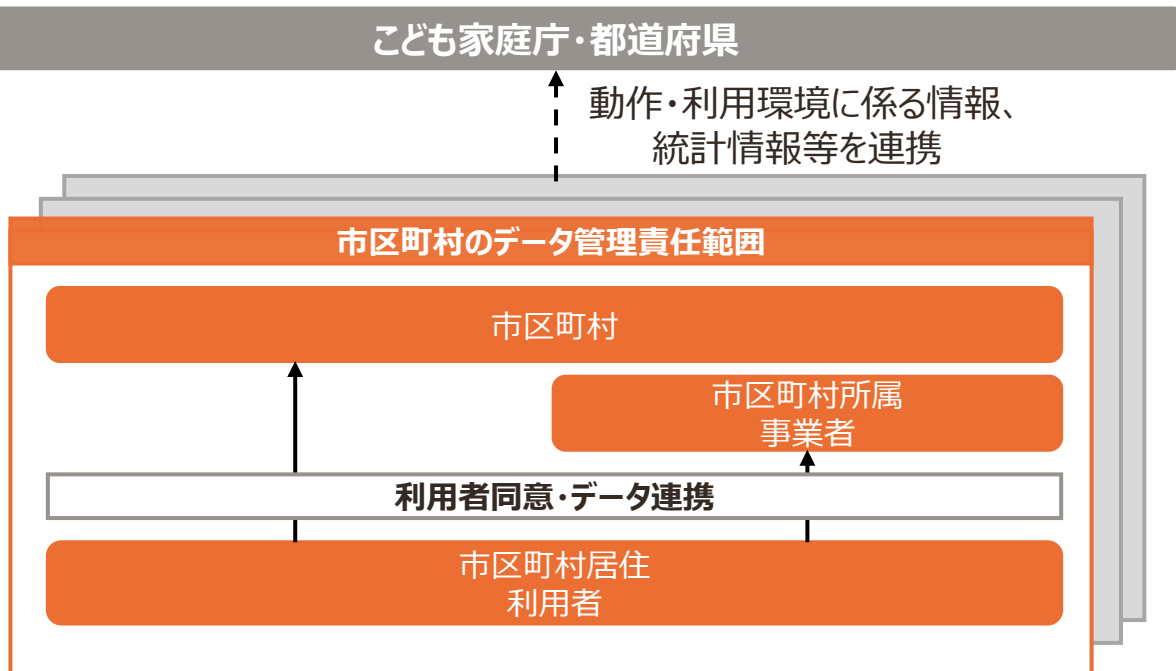 こども家庭庁・都道府県
動作・利用環境に係る情報、
統計情報等を連携
市区町村のデータ管理責任範囲
市区町村
市区町村所属
事業者
利用者同意・データ連携
市区町村居住
利用者